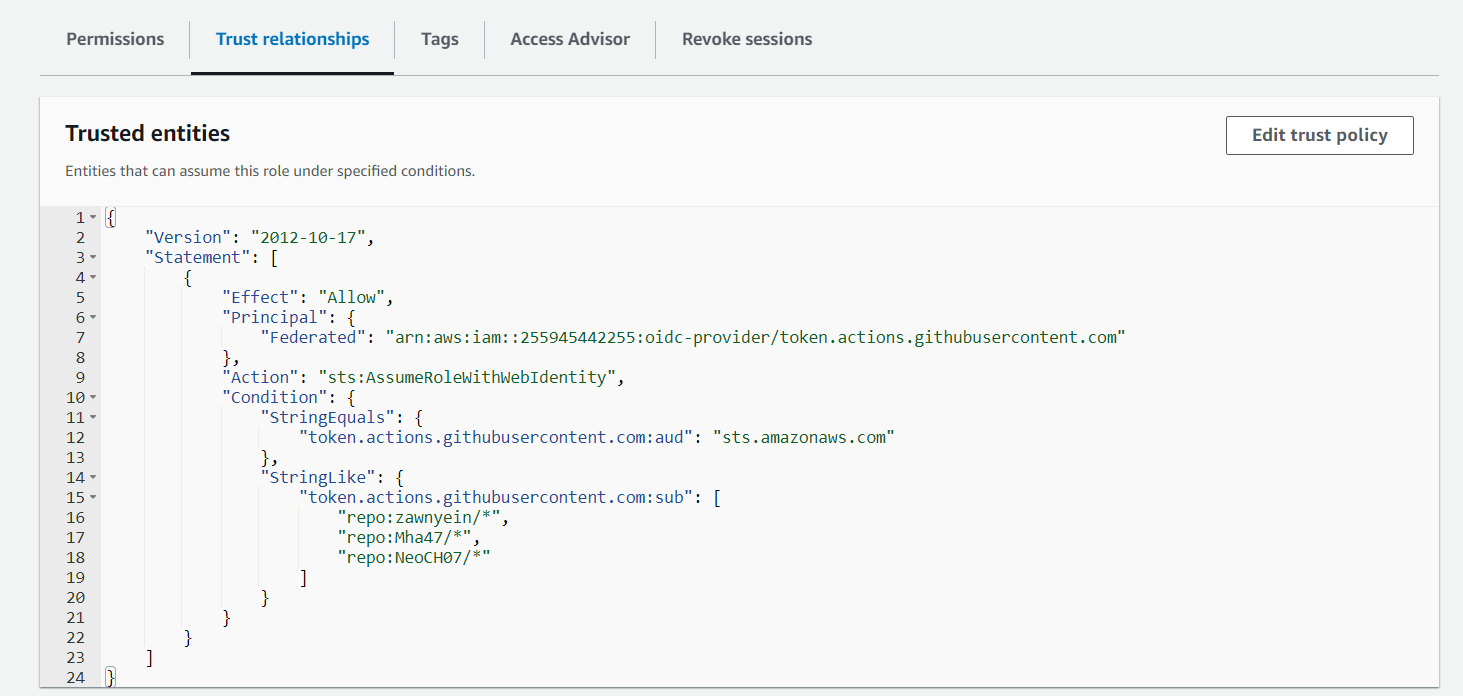 Permissions Trust relationships Tags Access Advisor Revoke sessions
Trusted entities
Edit trust policy
Entities that can assume this role under specified conditions.
1 {
2     "Version": "2012-10-17",
3     "Statement": [
4         {
5             "Effect": "Allow",
6             "Principal": {
7                 "Federated": "arn:aws:iam::255945442255:oidc-provider/token.actions.githubusercontent.com"
8             },
9             "Action": "sts:AssumeRoleWithWebIdentity",
10             "Condition": {
11                 "StringEquals": {
12                     "token.actions.githubusercontent.com:aud": "sts.amazonaws.com"
13                 },
14                 "StringLike": {
15                     "token.actions.githubusercontent.com:sub": [
16                         "repo:zawnyein/*",
17                         "repo:Mha47/*",
18                         "repo:NeoCH07/*"
19                     ]
20                 }
21             }
22         }
23     ]
24 }